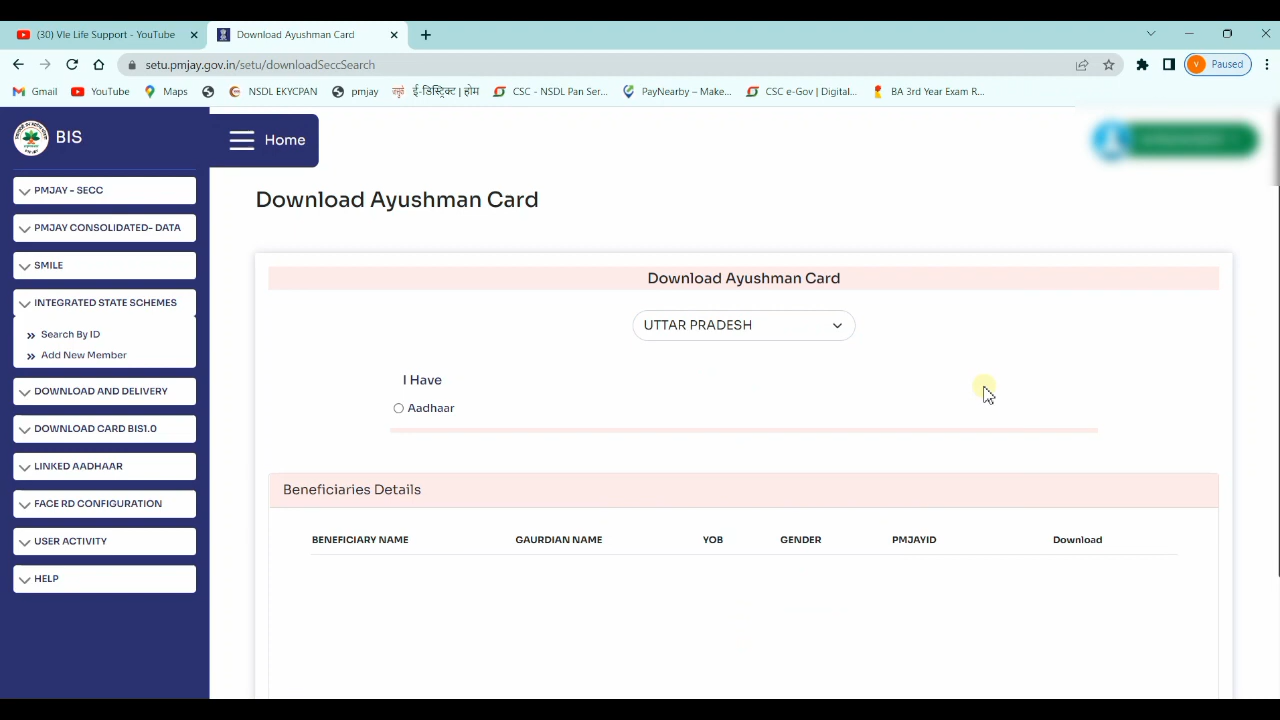 (30) Vle Life Support - YouTube
Download Ayushman Card
setu.pmjay.gov.in/setu/downloadSeccSearch
V Paused
Gmail YouTube Maps NSDL EKYCPAN pmjay ई-डिस्ट्रिक्ट | होम CSC - NSDL Pan Ser... PayNearby – Make... CSC e-Gov | Digital... BA 3rd Year Exam R...
BIS
Home
PMJAY - SECC
PMJAY CONSOLIDATED- DATA
SMILE
INTEGRATED STATE SCHEMES
» Search By ID
» Add New Member
DOWNLOAD AND DELIVERY
DOWNLOAD CARD BIS1.0
LINKED AADHAAR
FACE RD CONFIGURATION
USER ACTIVITY
HELP
Download Ayushman Card
Download Ayushman Card
UTTAR PRADESH
I Have
Aadhaar
Beneficiaries Details
BENEFICIARY NAME GAURDIAN NAME YOB GENDER PMJAYID Download